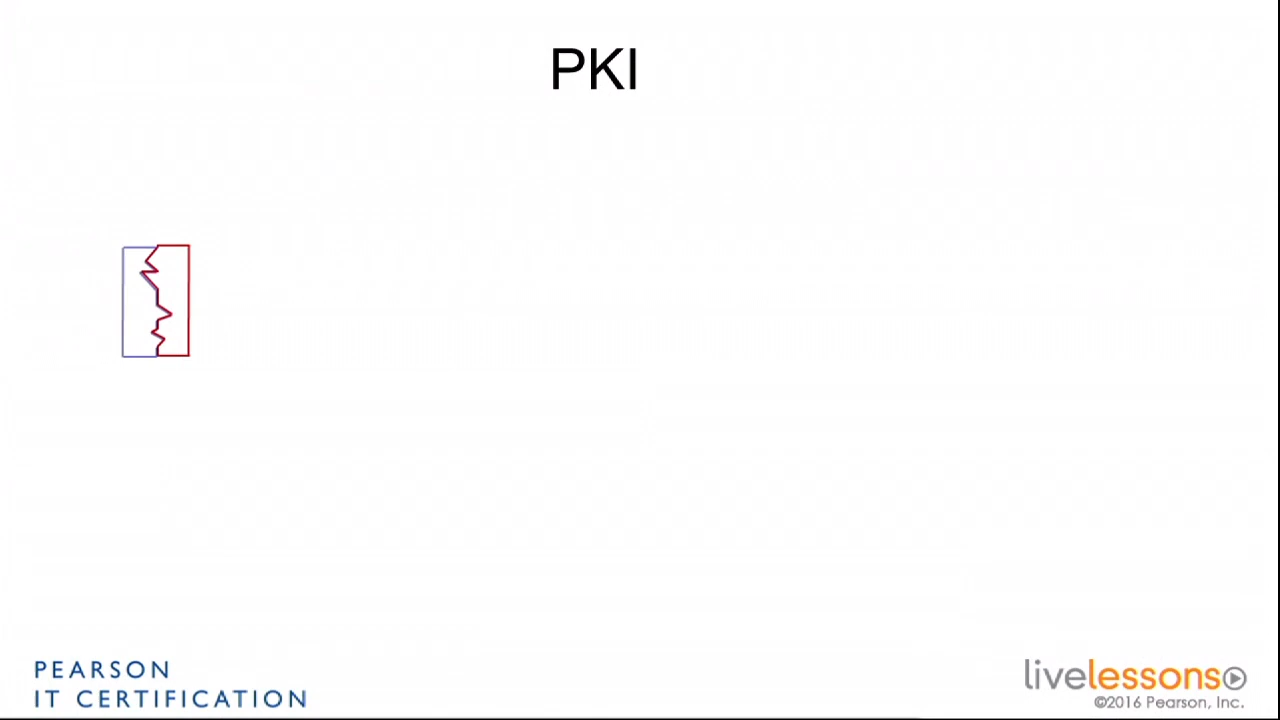 PKI
PEARSON
IT CERTIFICATION
livelessons
©2016 Pearson, Inc.